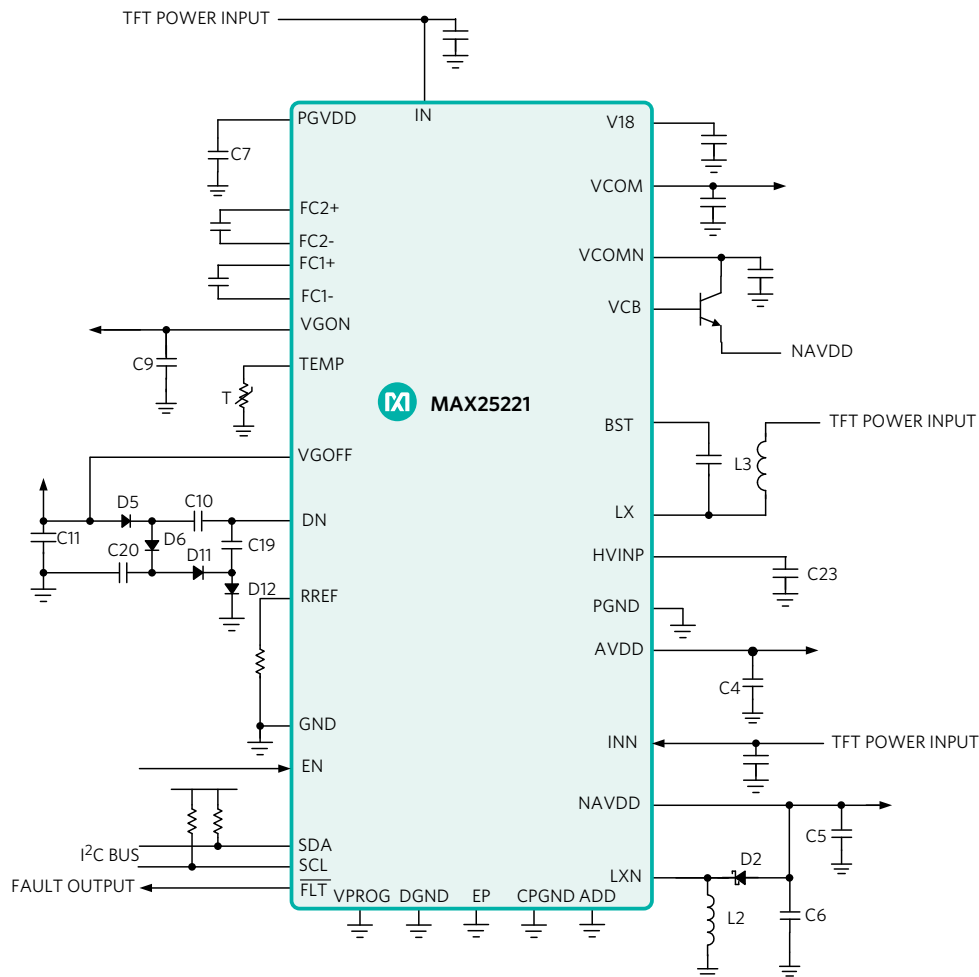 TFT POWER INPUT
PGVDD
IN
V18
C7
VCOM
FC2+
FC2-
FC1+
FC1-
VCOMN
VCB
VGON
NAVDD
C9
TEMP
T
MAX25221
BST
TFT POWER INPUT
L3
VGOFF
LX
D5
C10
DN
C11
D6
C19
C20
D11
HVINP
C23
D12
RREF
PGND
AVDD
C4
GND
INN
TFT POWER INPUT
EN
NAVDD
C5
SDA
I²C BUS
SCL
D2
LXN
FAULT OUTPUT
FLT
VPROG
DGND
EP
CPGND
ADD
L2
C6